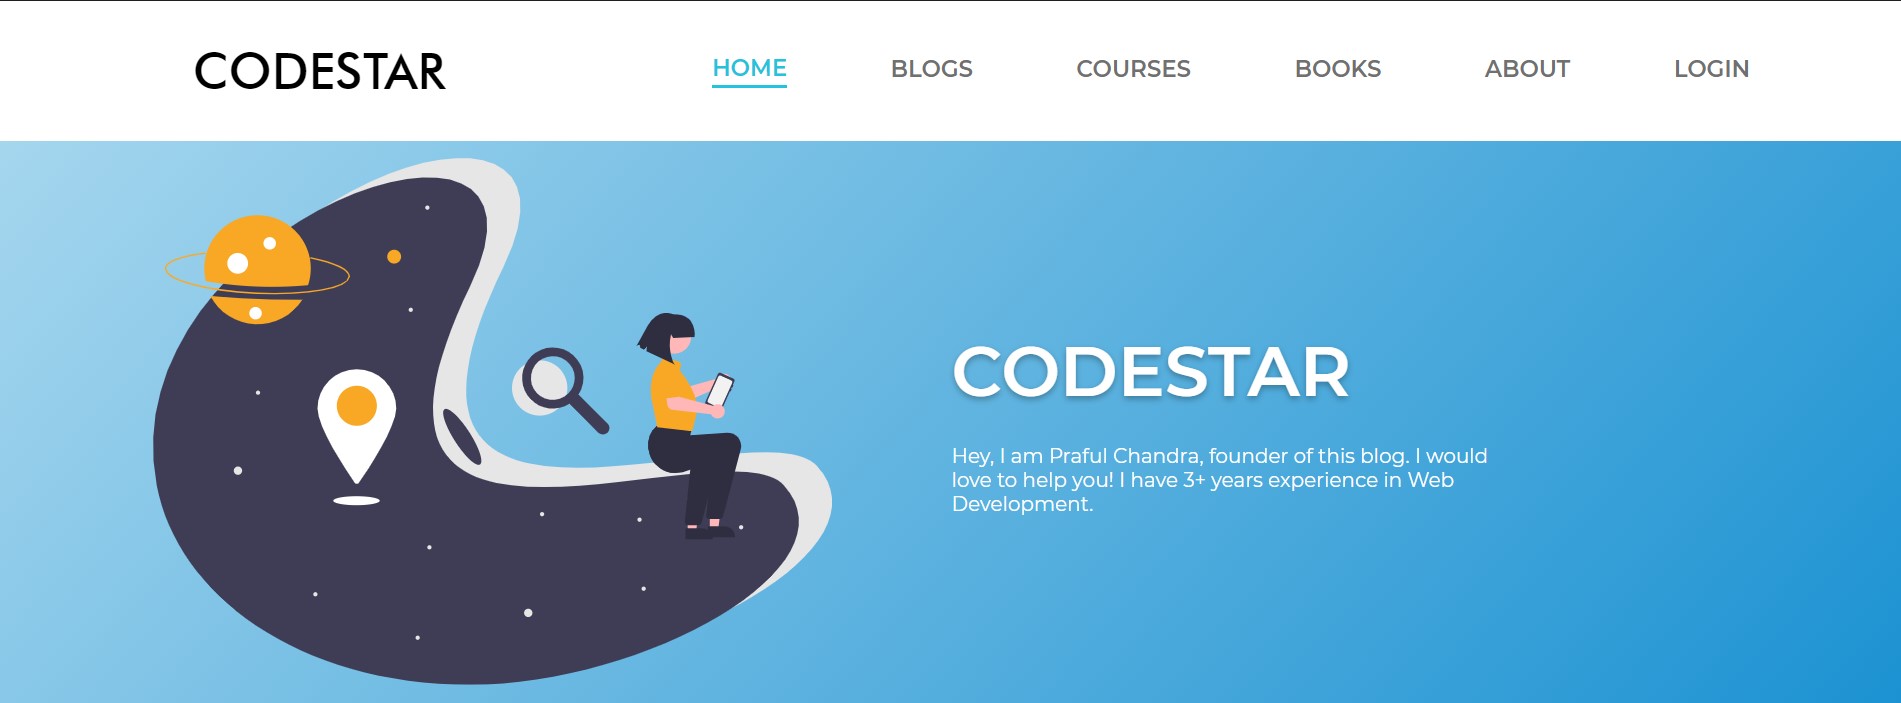 CODESTAR
HOME BLOGS COURSES BOOKS ABOUT LOGIN
CODESTAR
Hey, I am Praful Chandra, founder of this blog. I would
love to help you! I have 3+ years experience in Web
Development.